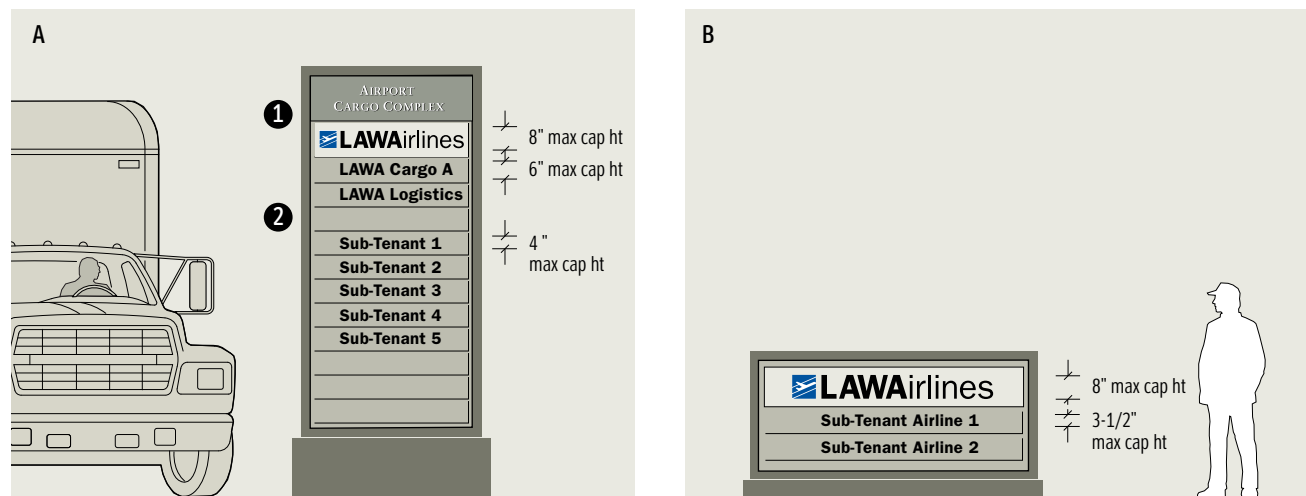 A
1
AIRPORT
CARGO COMPLEX
LAWAirlines
LAWA Cargo A
LAWA Logistics
2
Sub-Tenant 1
Sub-Tenant 2
Sub-Tenant 3
Sub-Tenant 4
Sub-Tenant 5
8" max cap ht
6" max cap ht
4 "
max cap ht
B
LAWAirlines
Sub-Tenant Airline 1
Sub-Tenant Airline 2
8" max cap ht
3-1/2"
max cap ht